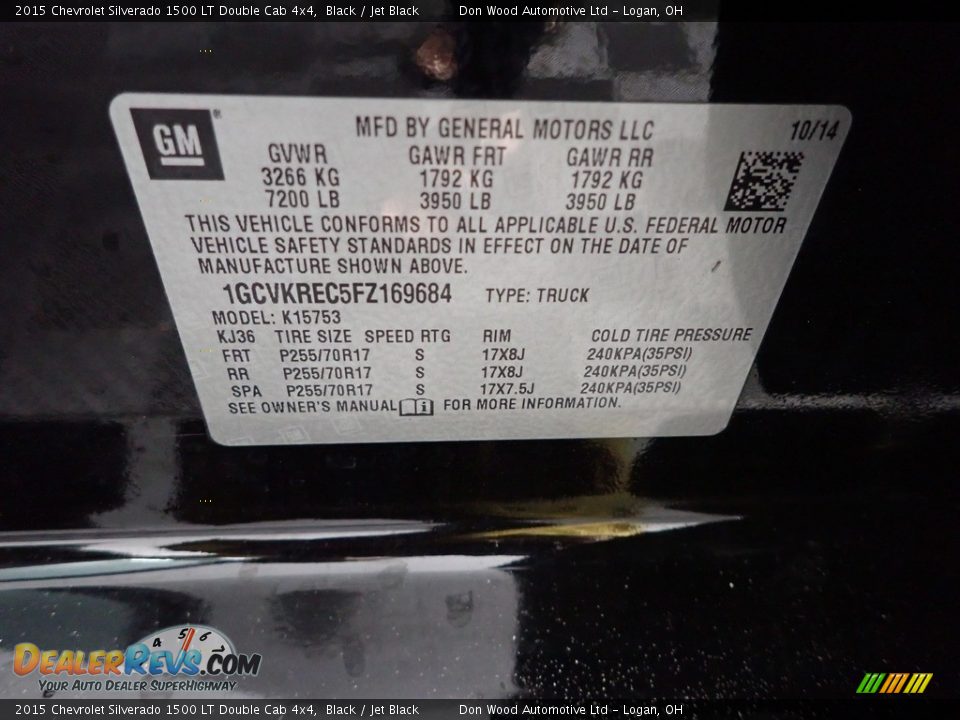 2015 Chevrolet Silverado 1500 LT Double Cab 4x4, Black / Jet Black Don Wood Automotive Ltd - Logan, OH
GM® MFD BY GENERAL MOTORS LLC 10/14
GVWR GAWR FRT GAWR RR
3266 KG 1792 KG 1792 KG
7200 LB 3950 LB 3950 LB
THIS VEHICLE CONFORMS TO ALL APPLICABLE U.S. FEDERAL MOTOR
VEHICLE SAFETY STANDARDS IN EFFECT ON THE DATE OF
MANUFACTURE SHOWN ABOVE.
1GCVKREC5FZ169684 TYPE: TRUCK
MODEL: K15753
KJ36 TIRE SIZE SPEED RTG RIM COLD TIRE PRESSURE
FRT P255/70R17 S 17X8J 240KPA(35PSI)
RR P255/70R17 S 17X8J 240KPA(35PSI)
SPA P255/70R17 S 17X7.5J 240KPA(35PSI)
SEE OWNER'S MANUAL FOR MORE INFORMATION.
4 5 6 7
DEALERREVS.COM
YOUR AUTO DEALER SUPERHIGHWAY
2015 Chevrolet Silverado 1500 LT Double Cab 4x4, Black / Jet Black Don Wood Automotive Ltd - Logan, OH